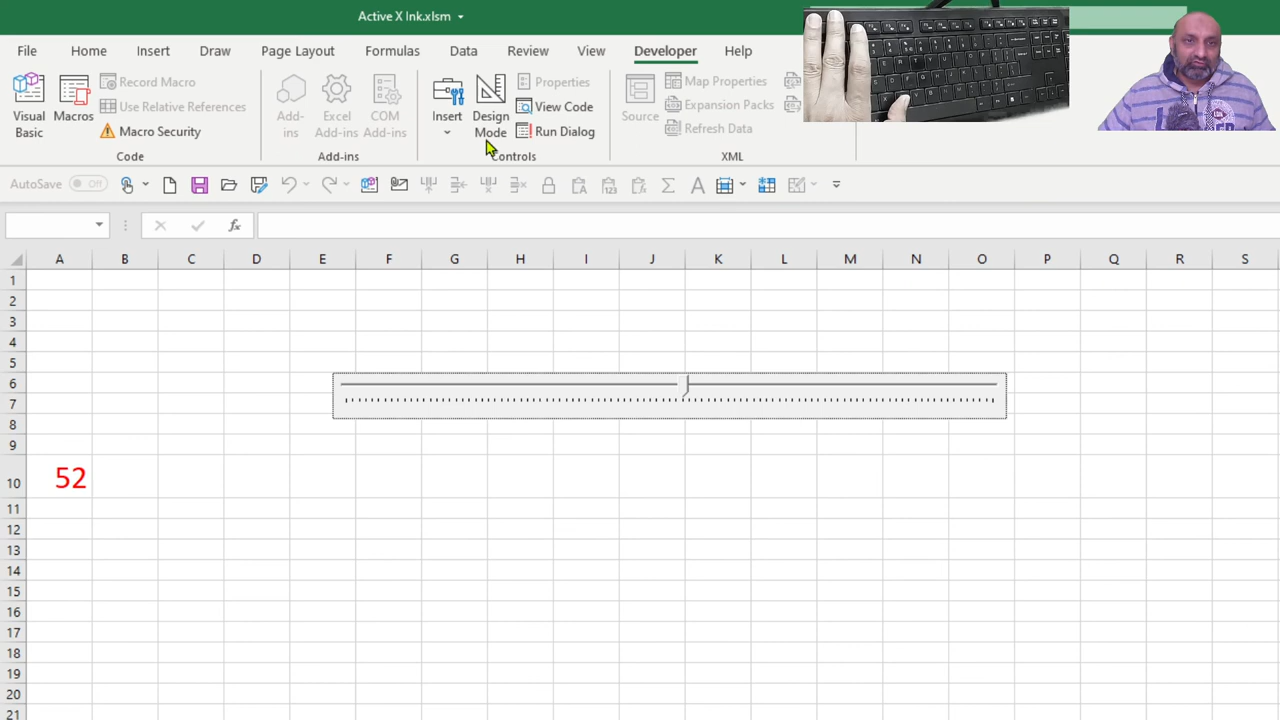 Active X Ink.xlsm
File Home Insert Draw Page Layout Formulas Data Review View Developer Help
Visual Basic
Macros
Record Macro
Use Relative References
Macro Security
Code
Add-ins
Excel Add-ins
COM Add-ins
Add-ins
Insert
Design Mode
Properties
View Code
Run Dialog
Controls
Source
Map Properties
Expansion Packs
Refresh Data
XML
AutoSave Off
fx
A B C D E F G H I J K L M N O P Q R S
1
2
3
4
5
6
7
8
9
10 52
11
12
13
14
15
16
17
18
19
20
21